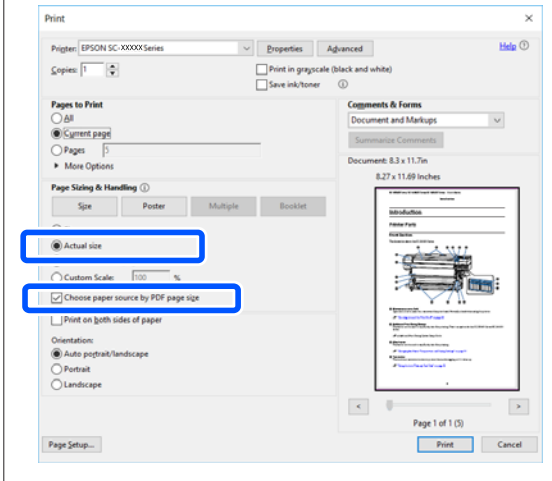 Print
Printer: EPSON SC-XXXXX Series
Properties
Advanced
Help
Copies: 1
Print in grayscale (black and white)
Save ink/toner
Pages to Print
All
Current page
Pages 5
More Options
Comments & Forms
Document and Markups
Summarize Comments
Page Sizing & Handling
Size
Poster
Multiple
Booklet
Actual size
Custom Scale: 100 %
Choose paper source by PDF page size
Print on both sides of paper
Orientation:
Auto portrait/landscape
Portrait
Landscape
Document: 8.3 x 11.7in
8.27 x 11.69 Inches
Introduction
Printer Parts
<
>
Page 1 of 1 (5)
Page Setup...
Print
Cancel